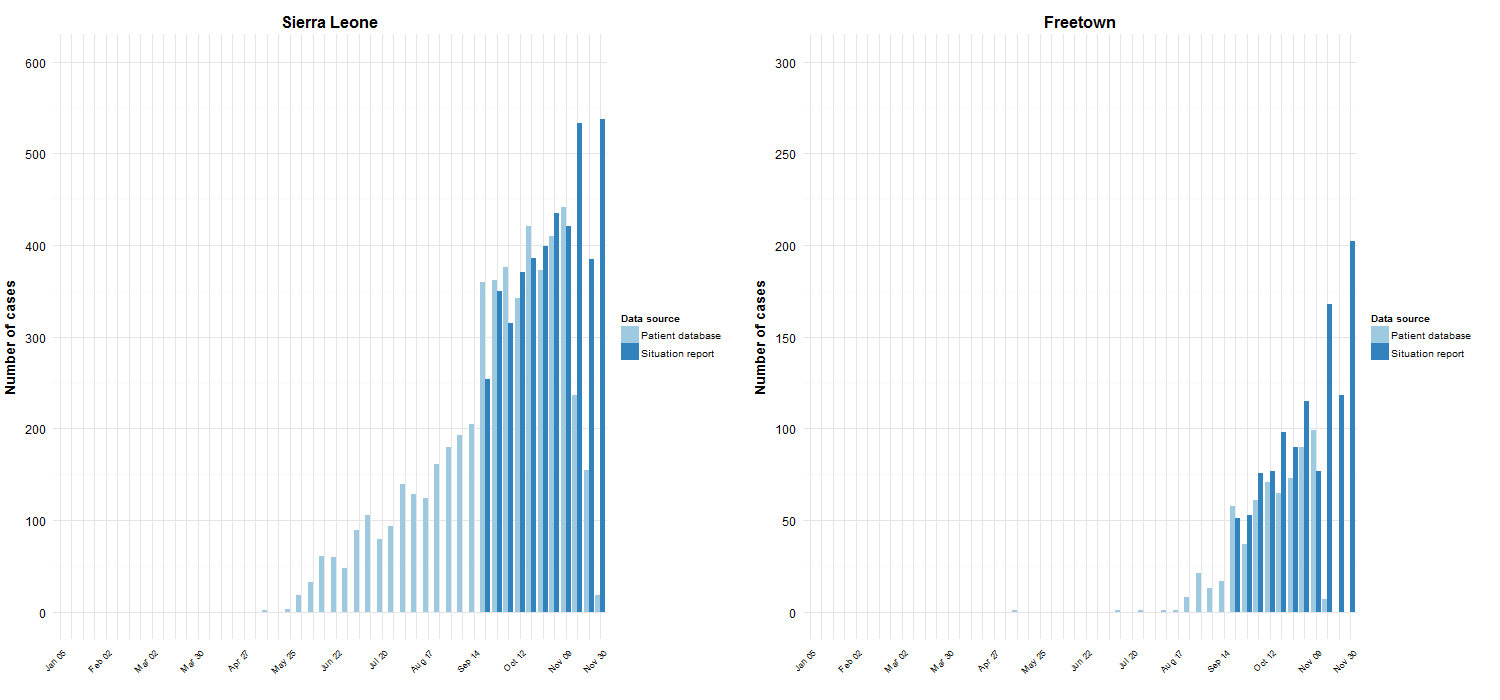 Sierra Leone
Number of cases
600
500
400
300
200
100
0
Jan 05
Feb 02
Mar 02
Mar 30
Apr 27
May 25
Jun 22
Jul 20
Aug 17
Sep 14
Oct 12
Nov 09
Nov 30
Data source
Patient database
Situation report
Freetown
Number of cases
300
250
200
150
100
50
0
Jan 05
Feb 02
Mar 02
Mar 30
Apr 27
May 25
Jun 22
Jul 20
Aug 17
Sep 14
Oct 12
Nov 09
Nov 30
Data source
Patient database
Situation report